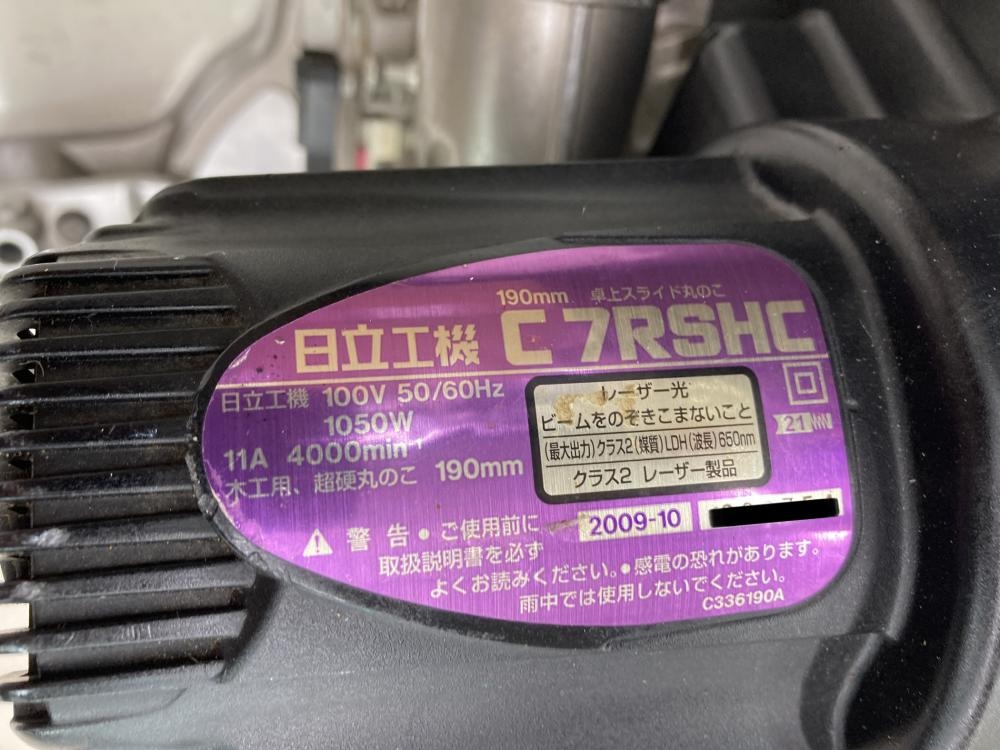 190mm 卓上スライド丸のこ
日立工機 C 7RSHC
日立工機 100V 50/60Hz
1050W
11A 4000min⁻¹
木工用、超硬丸のこ 190mm
レーザー光
ビームをのぞきこまないこと
(最大出力)クラス2(媒質)LDH(波長)650nm
クラス2 レーザー製品
21
2009-10
警告 • ご使用前に
取扱説明書を必ず
よくお読みください。• 感電の恐れがあります。
雨中では使用しないでください。
C336190A